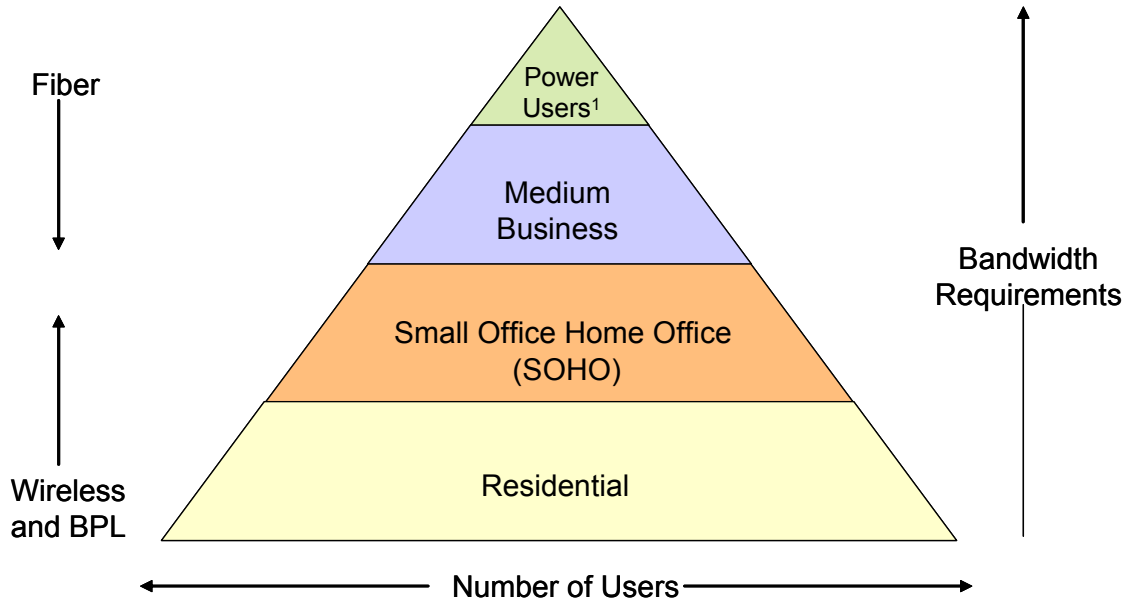 Power
Users¹
Fiber
Medium
Business
Bandwidth
Requirements
Small Office Home Office
(SOHO)
Residential
Wireless
and BPL
Number of Users